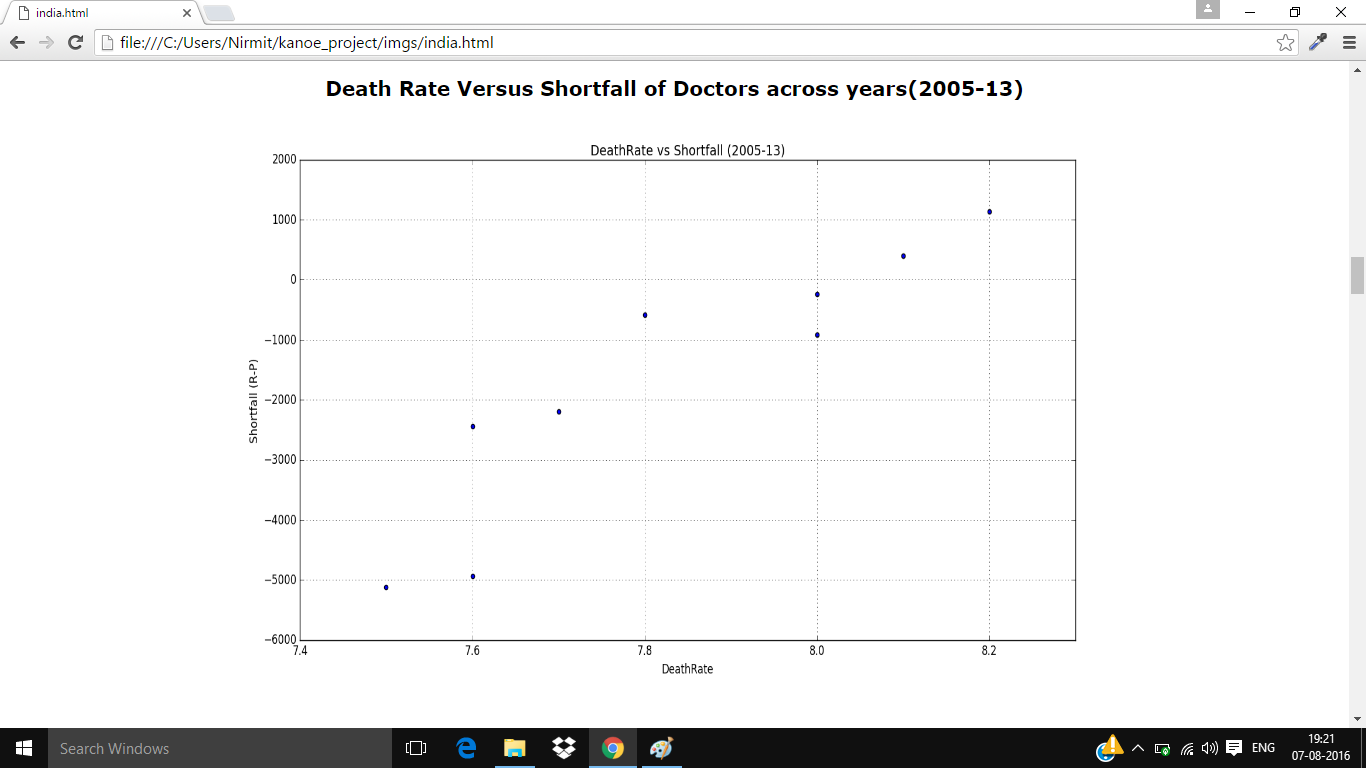 india.html
file:///C:/Users/Nirmit/kanoe_project/imgs/india.html
Death Rate Versus Shortfall of Doctors across years(2005-13)
DeathRate vs Shortfall (2005-13)
2000
1000
0
−1000
−2000
−3000
−4000
−5000
−6000
Shortfall (R-P)
7.4 7.6 7.8 8.0 8.2
DeathRate
Search Windows
ENG
19:21
07-08-2016